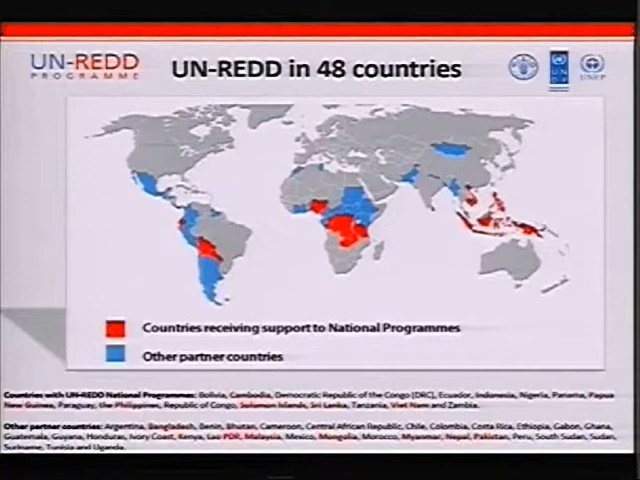 UN-REDD
PROGRAMME
UN-REDD in 48 countries
UN
DP
UNEP
Countries receiving support to National Programmes
Other partner countries
Countries with UN-REDD National Programmes: Bolivia, Cambodia, Democratic Republic of the Congo (DRC), Ecuador, Indonesia, Nigeria, Panama, Papua
New Guinea, Paraguay, the Philippines, Republic of Congo, Solomon Islands, Sri Lanka, Tanzania, Viet Nam and Zambia.
Other partner countries: Argentina, Bangladesh, Benin, Bhutan, Cameroon, Central African Republic, Chile, Colombia, Costa Rica, Ethiopia, Gabon, Ghana,
Guatemala, Guyana, Honduras, Ivory Coast, Kenya, Lao PDR, Malaysia, Mexico, Mongolia, Morocco, Myanmar, Nepal, Pakistan, Peru, South Sudan, Sudan,
Suriname, Tunisia and Uganda.